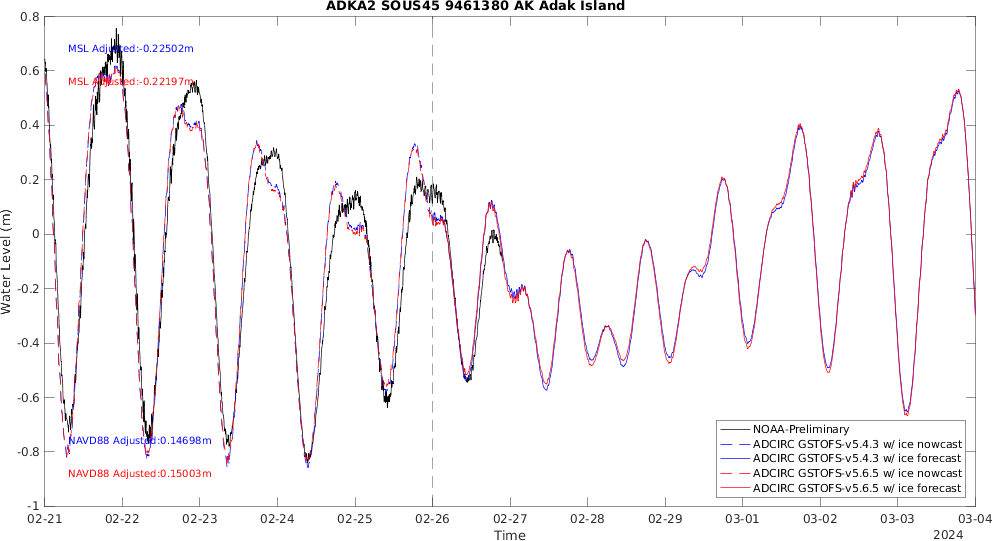 ADKA2 SOUS45 9461380 AK Adak Island
MSL Adjusted:-0.22502m
MSL Adjusted:-0.22197m
NAVD88 Adjusted:0.14698m
NAVD88 Adjusted:0.15003m
Water Level (m)
0.8
0.6
0.4
0.2
0
-0.2
-0.4
-0.6
-0.8
-1
NOAA-Preliminary
ADCIRC GSTOFS-v5.4.3 w/ ice nowcast
ADCIRC GSTOFS-v5.4.3 w/ ice forecast
ADCIRC GSTOFS-v5.6.5 w/ ice nowcast
ADCIRC GSTOFS-v5.6.5 w/ ice forecast
02-21 02-22 02-23 02-24 02-25 02-26 02-27 02-28 02-29 03-01 03-02 03-03 03-04
Time
2024